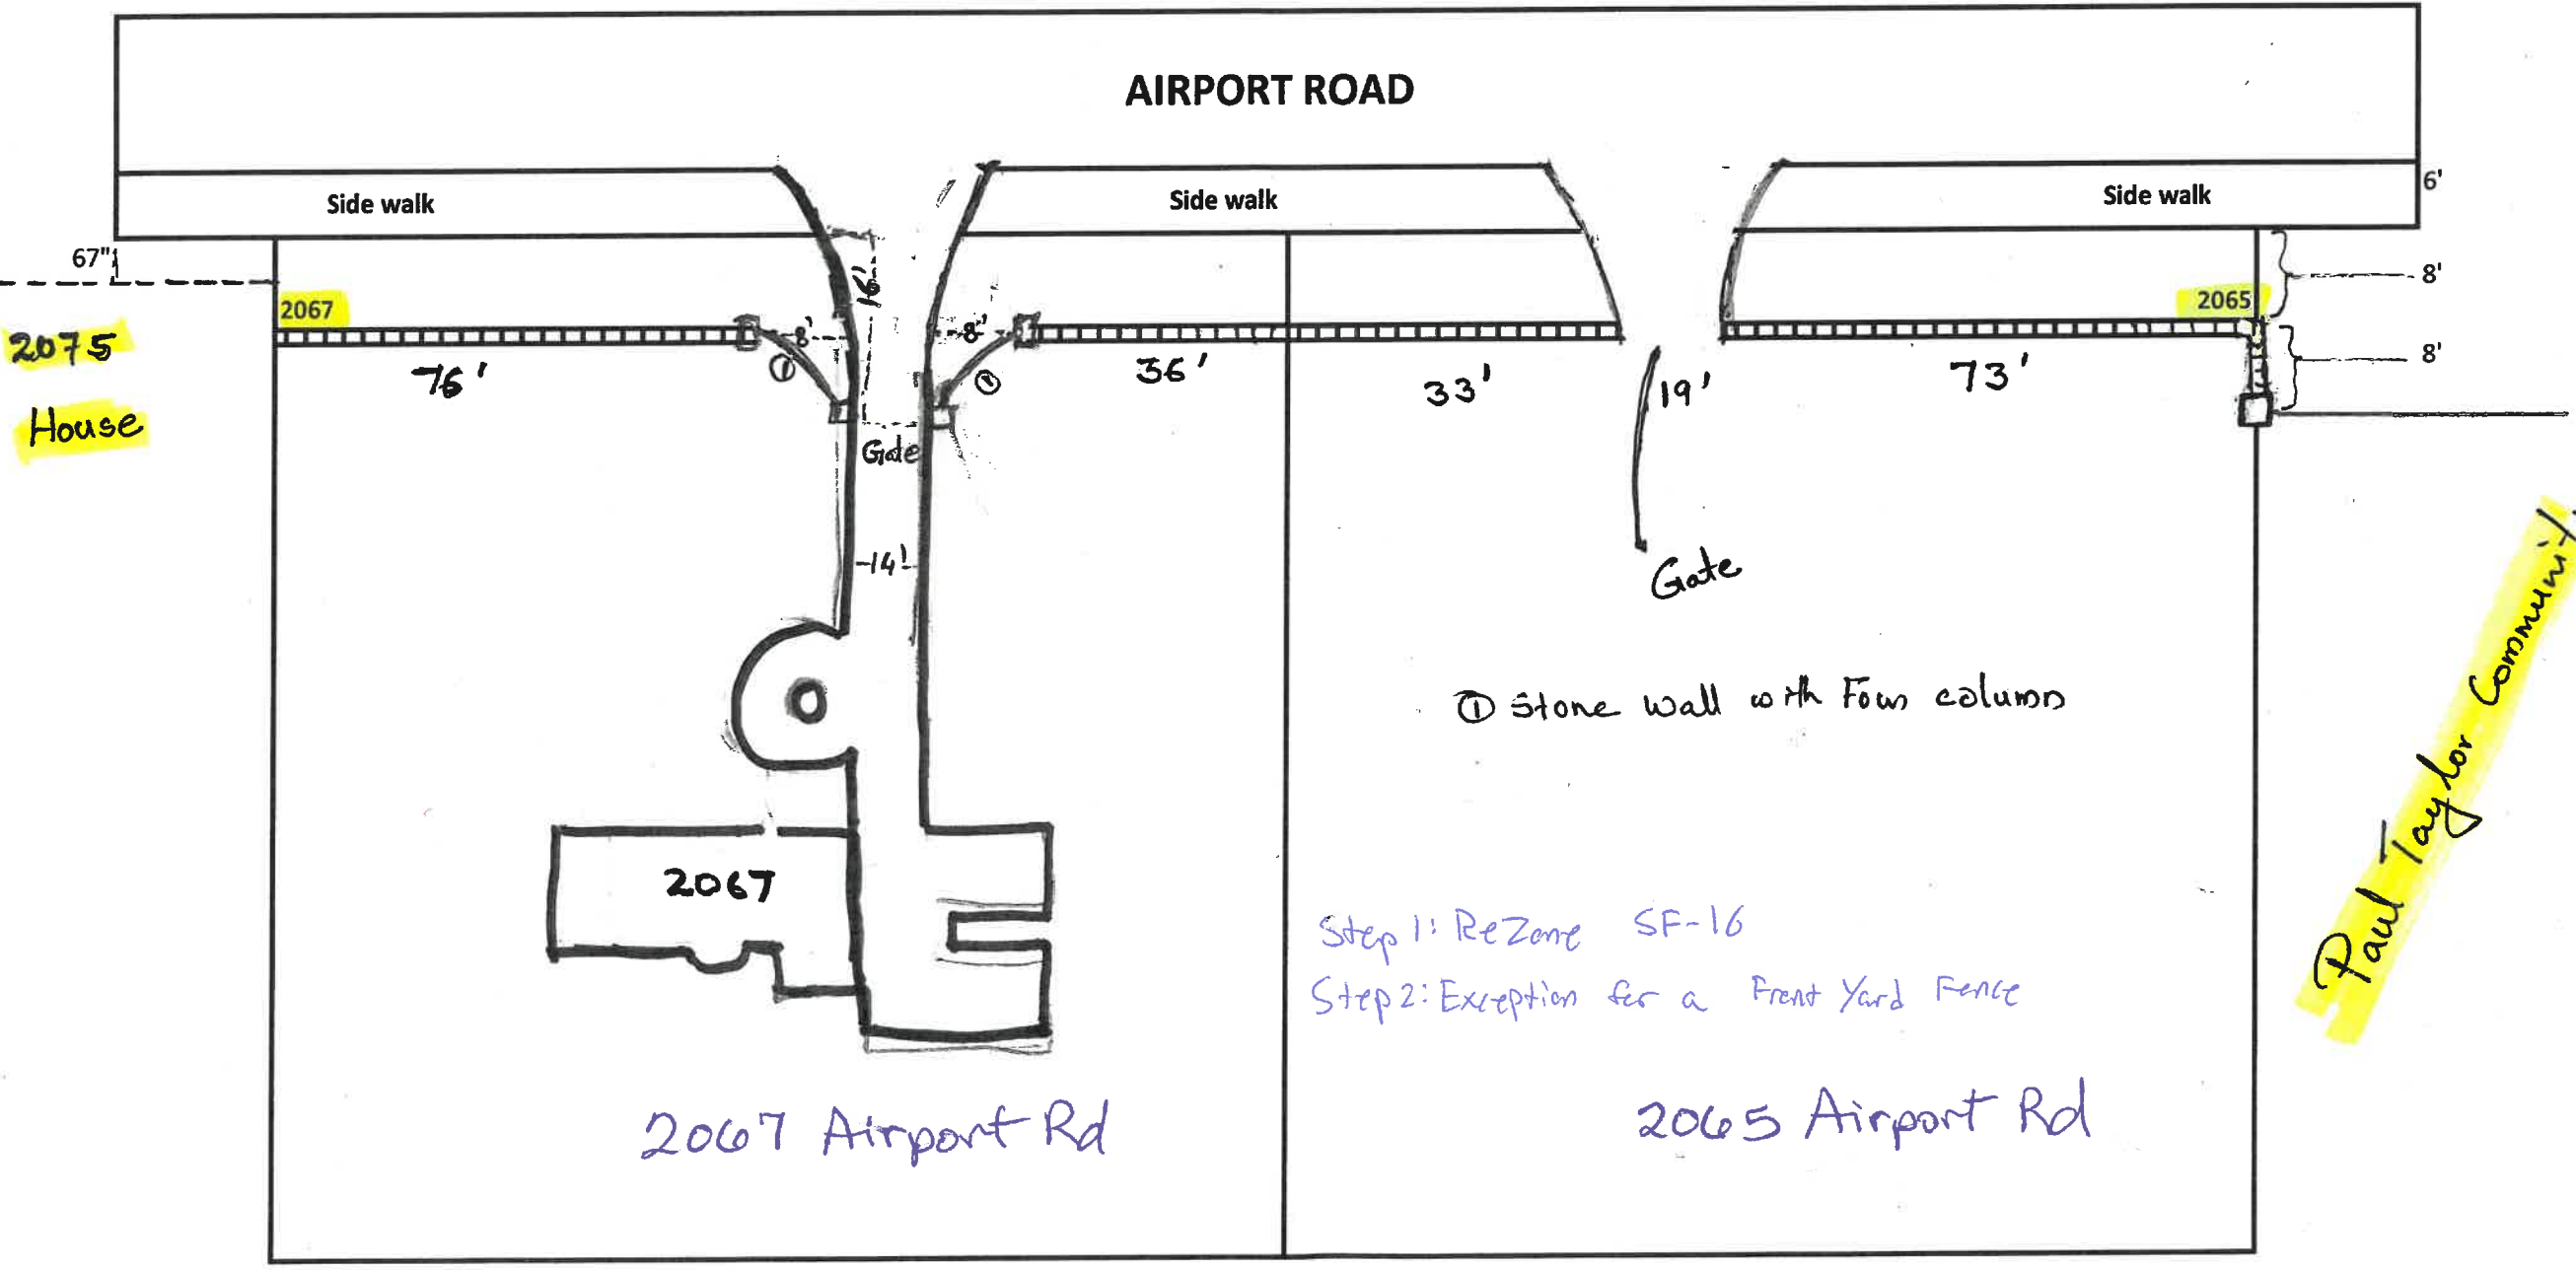 AIRPORT ROAD
Side walk
Side walk
Side walk
6'
67"
16'
8'
2067
2065
8'
8'
8'
2075
House
76'
①
①
36'
33'
19'
73'
Gate
14'
Gate
① Stone wall with Four column
2067
Step 1: ReZone SF-16
Step 2: Exception for a Front Yard Fence
2067 Airport Rd
2065 Airport Rd
Paul Taylor Community